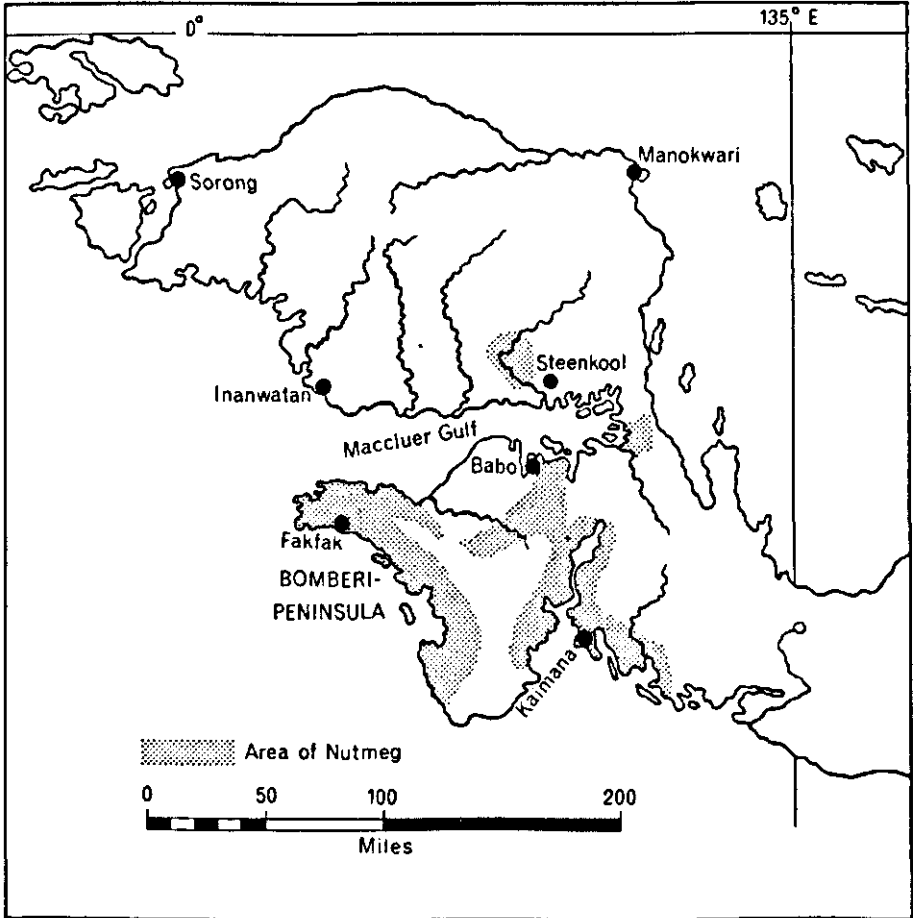 0°
135° E
Manokwari
Sorong
Steenkool
Inanwatan
Maccluer Gulf
Babo
Fakfak
BOMBERI-
PENINSULA
Kaimana
Area of Nutmeg
0 50 100 200
Miles